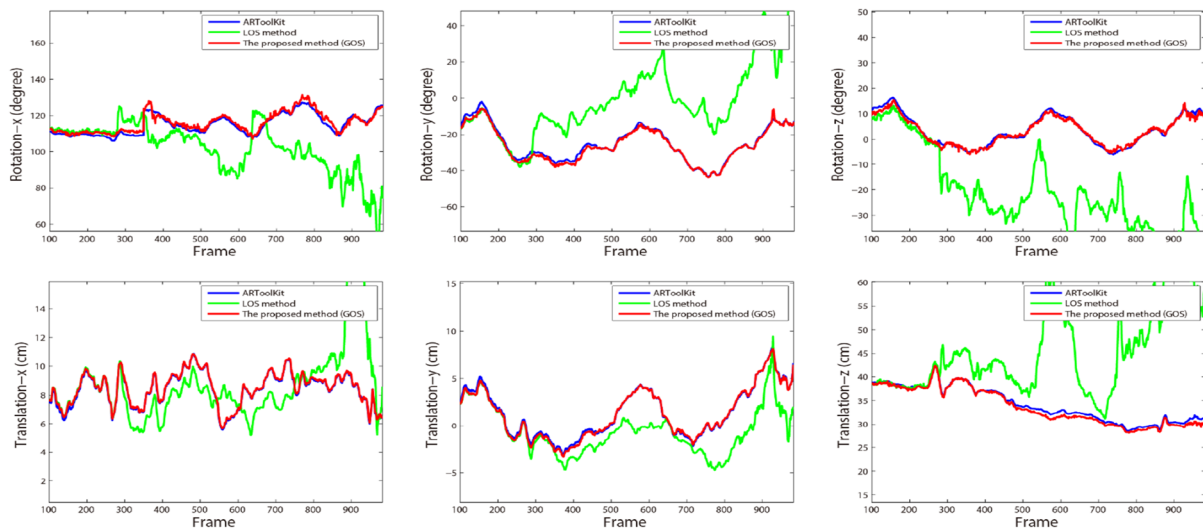 ARToolKit
LOS method
The proposed method (GOS)
160
140
120
100
80
60
Rotation-x (degree)
100 200 300 400 500 600 700 800 900
Frame
ARToolKit
LOS method
The proposed method (GOS)
40
20
0
-20
-40
-60
Rotation-y (degree)
100 200 300 400 500 600 700 800 900
Frame
ARToolKit
LOS method
The proposed method (GOS)
50
40
30
20
10
0
-10
-20
-30
Rotation-z (degree)
100 200 300 400 500 600 700 800 900
Frame
ARToolKit
LOS method
The proposed method (GOS)
14
12
10
8
6
4
2
Translation-x (cm)
100 200 300 400 500 600 700 800 900
Frame
ARToolKit
LOS method
The proposed method (GOS)
15
10
5
0
-5
Translation-y (cm)
100 200 300 400 500 600 700 800 900
Frame
ARToolKit
LOS method
The proposed method (GOS)
60
55
50
45
40
35
30
25
20
15
Translation-z (cm)
100 200 300 400 500 600 700 800 900
Frame